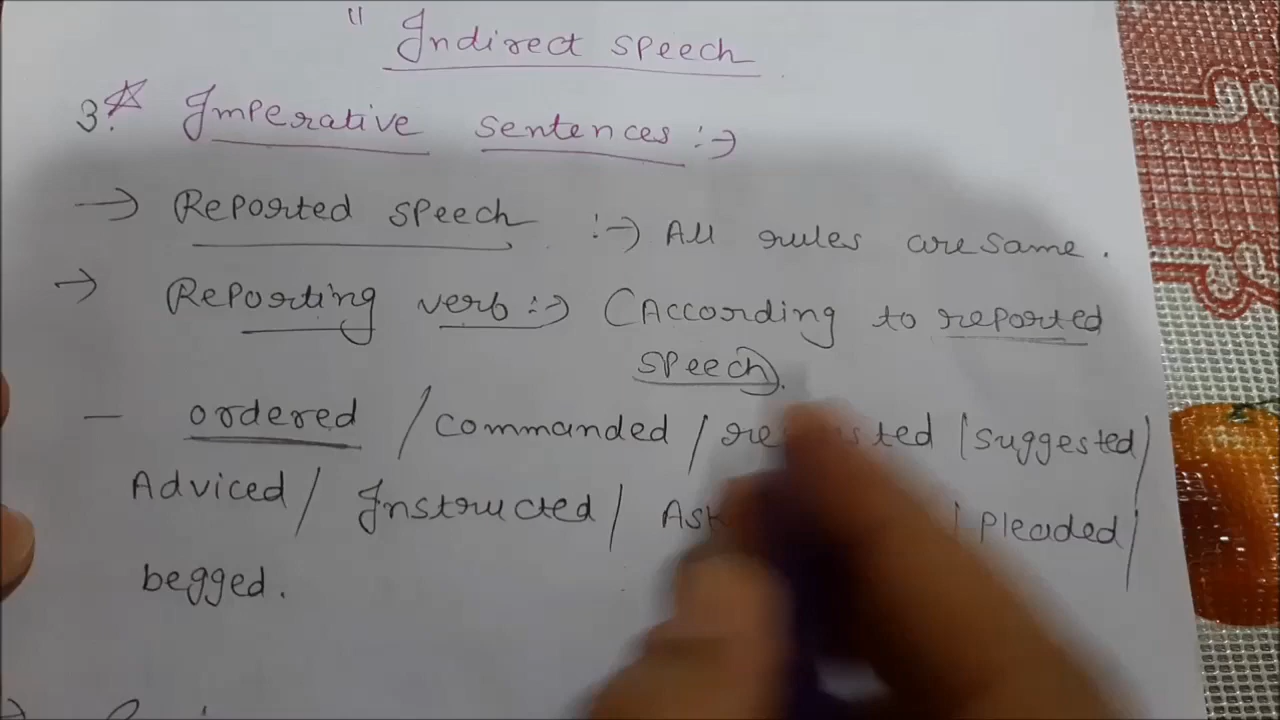 " Indirect speech
3.☆ Imperative sentences :→
→ Reported speech :→ All rules are same.
→ Reporting verb :→ (According to reported
speech).
– ordered / commanded / / suggested /
Adviced / Instructed / / Pleaded /
begged.